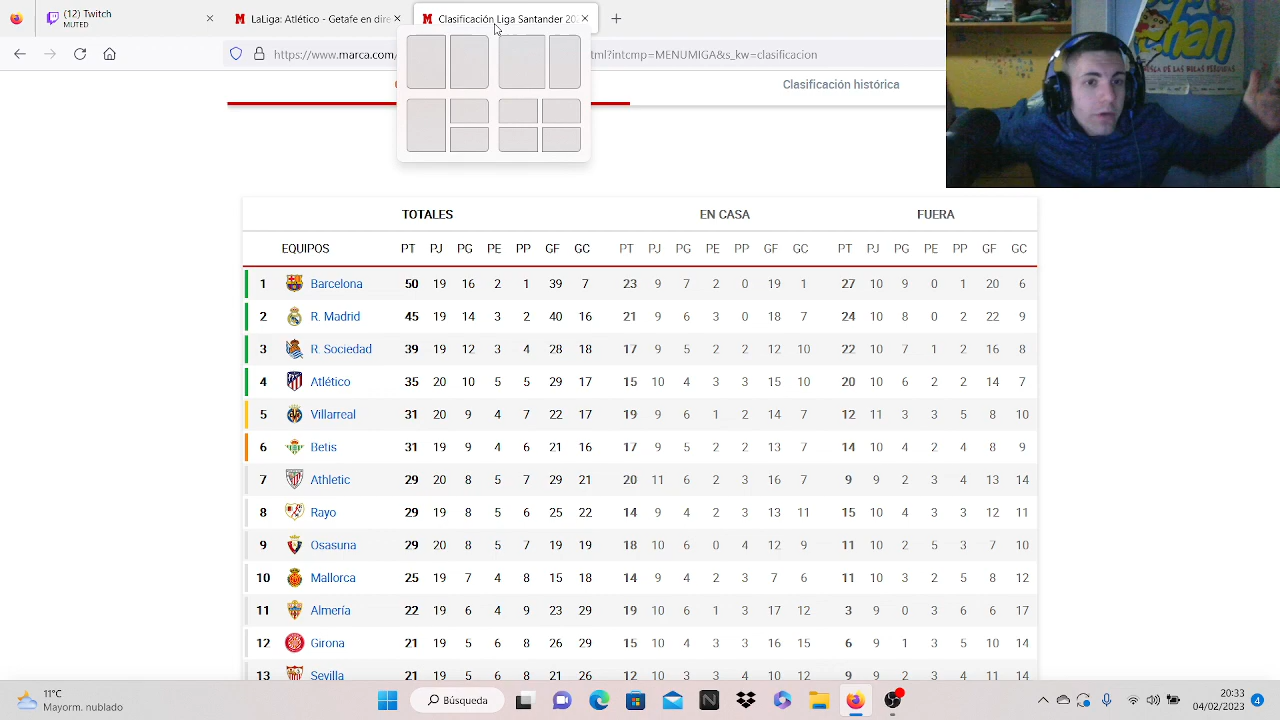 (12) Twitch
MUTED
LaLiga: Atlético - Getafe en dire
Clasificación Liga Santander 20
https://www.
ml?intcmp=MENUMIGA&s_kw=clasificacion
Clasificación histórica
TOTALES EN CASA FUERA
EQUIPOS PT PJ PG PE PP GF GC PT PJ PG PE PP GF GC PT PJ PG PE PP GF GC
1 Barcelona 50 19 16 2 1 39 7 23 9 7 2 0 19 1 27 10 9 0 1 20 6
2 R. Madrid 45 19 14 3 2 40 16 21 9 6 3 0 18 7 24 10 8 0 2 22 9
3 R. Sociedad 39 19 12 3 4 28 18 17 9 5 2 2 12 10 22 10 7 1 2 16 8
4 Atlético 35 20 10 5 5 29 17 15 10 4 3 3 15 10 20 10 6 2 2 14 7
5 Villarreal 31 20 9 4 7 22 17 19 9 6 1 2 14 7 12 11 3 3 5 8 10
6 Betis 31 19 9 4 6 21 16 17 9 5 2 2 13 7 14 10 4 2 4 8 9
7 Athletic 29 20 8 5 7 29 21 20 11 6 2 3 16 7 9 9 2 3 4 13 14
8 Rayo 29 19 8 5 6 25 22 14 9 4 2 3 13 11 15 10 4 3 3 12 11
9 Osasuna 29 20 8 5 7 19 19 18 10 6 0 4 12 9 11 10 2 5 3 7 10
10 Mallorca 25 19 7 4 8 15 18 14 9 4 2 3 7 6 11 10 3 2 5 8 12
11 Almería 22 19 6 4 9 23 29 19 10 6 1 3 17 12 3 9 0 3 6 6 17
12 Girona 21 19 5 6 8 26 29 15 10 4 3 3 16 15 6 9 1 3 5 10 14
13 Sevilla 21 19 5 6 8 21 26 12 10 3 3 4 10 12 9 9 2 3 4 11 14
11°C
Mayorm. nublado
Búsqueda
20:33
04/02/2023
4